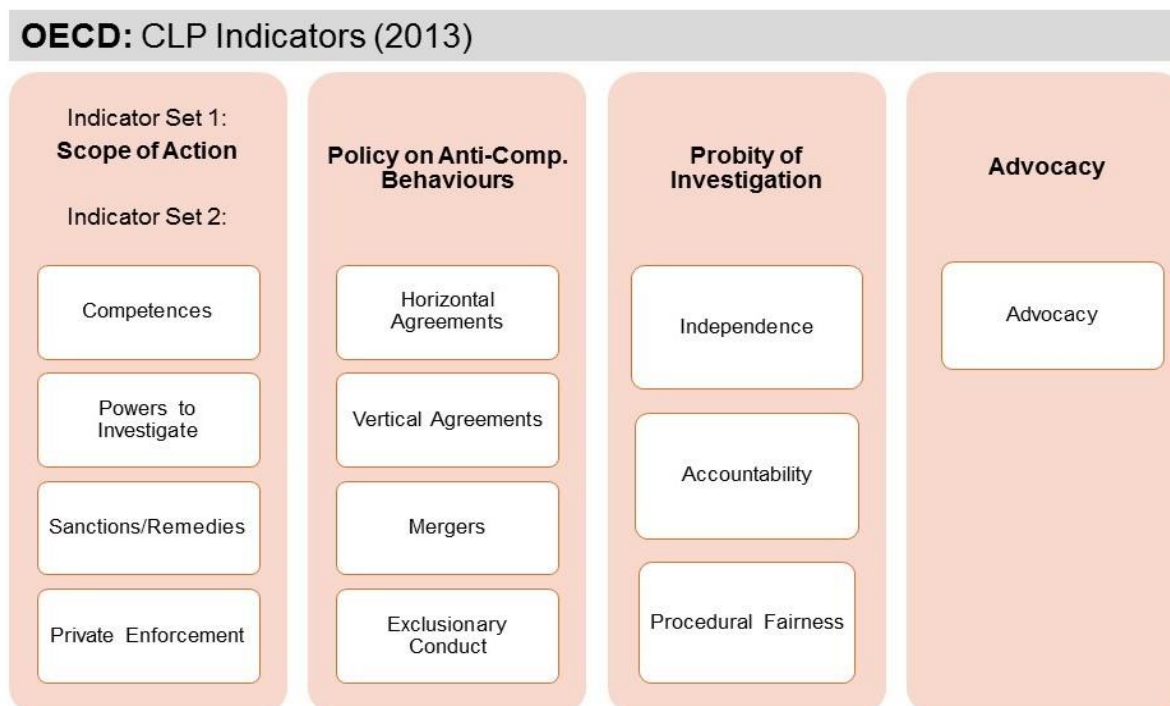 OECD: CLP Indicators (2013)
Indicator Set 1:
Scope of Action
Indicator Set 2:
Competences
Powers to
Investigate
Sanctions/Remedies
Private Enforcement
Policy on Anti-Comp.
Behaviours
Horizontal
Agreements
Vertical Agreements
Mergers
Exclusionary
Conduct
Probity of
Investigation
Independence
Accountability
Procedural Fairness
Advocacy
Advocacy